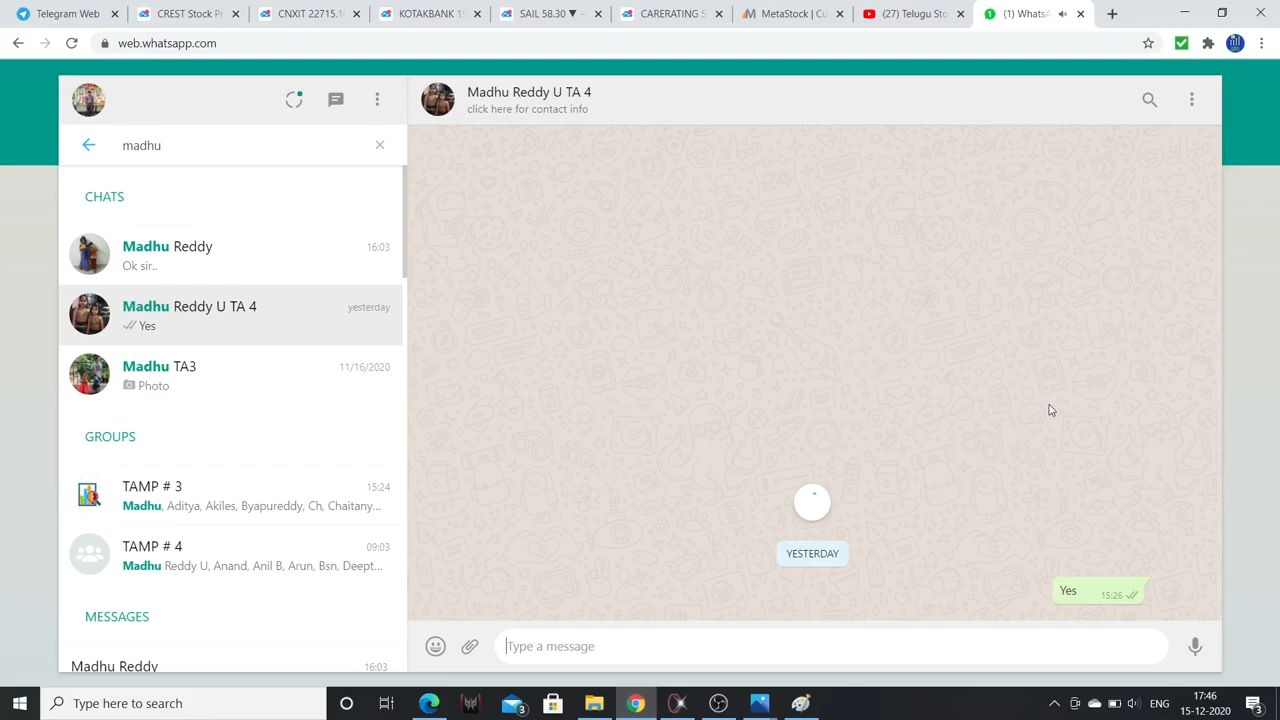 Telegram Web
CREST Stock Pr
CNXIT 22715.10
KOTAKBANK 19
SAIL 58.30 ▼ –
CARERATING 5
MetaStock | Cu
(27) Telugu Sto
(1) WhatsA
web.whatsapp.com
Madhu Reddy U TA 4
click here for contact info
madhu
CHATS
Madhu Reddy 16:03
Ok sir..
Madhu Reddy U TA 4 yesterday
Yes
Madhu TA3 11/16/2020
Photo
GROUPS
TAMP # 3 15:24
Madhu, Aditya, Akiles, Byapureddy, Ch, Chaitany...
TAMP # 4 09:03
Madhu Reddy U, Anand, Anil B, Arun, Bsn, Deept...
MESSAGES
Madhu Reddy 16:03
YESTERDAY
Yes 15:26
Type a message
Type here to search
3
ENG
17:46
15-12-2020
3